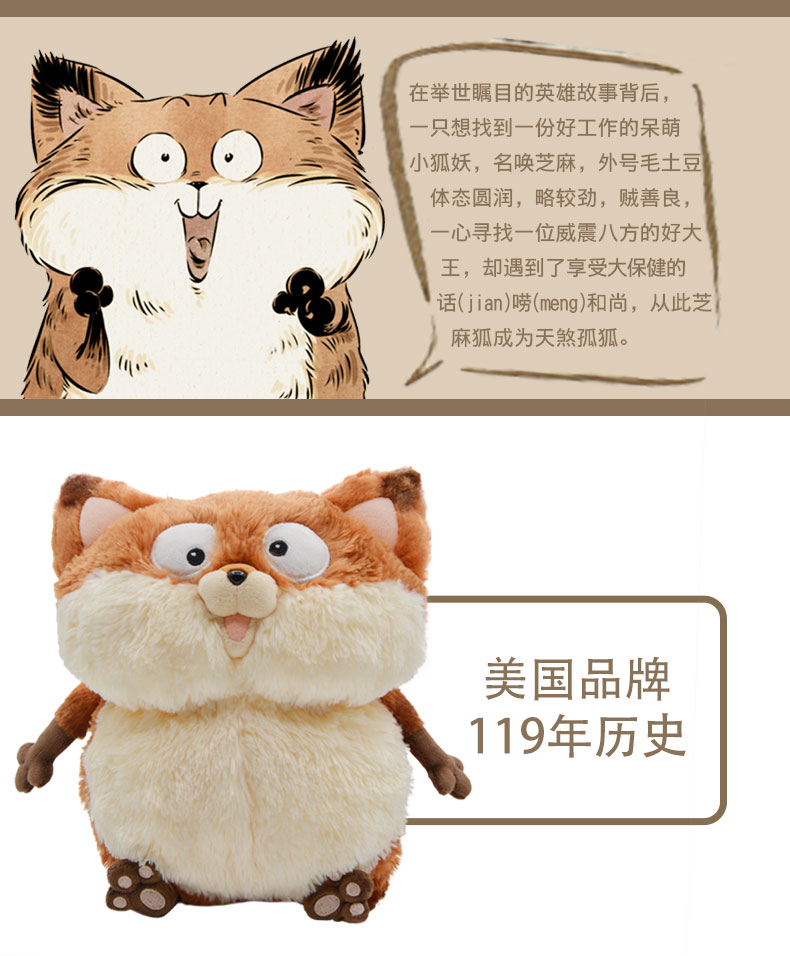 在举世瞩目的英雄故事背后，
一只想找到一份好工作的呆萌
小狐妖，名唤芝麻，外号毛土豆
体态圆润，略较劲，贼善良，
一心寻找一位威震八方的好大
王，却遇到了享受大保健的
话(jian)唠(meng)和尚，从此芝
麻狐成为天煞孤狐。
美国品牌
119年历史